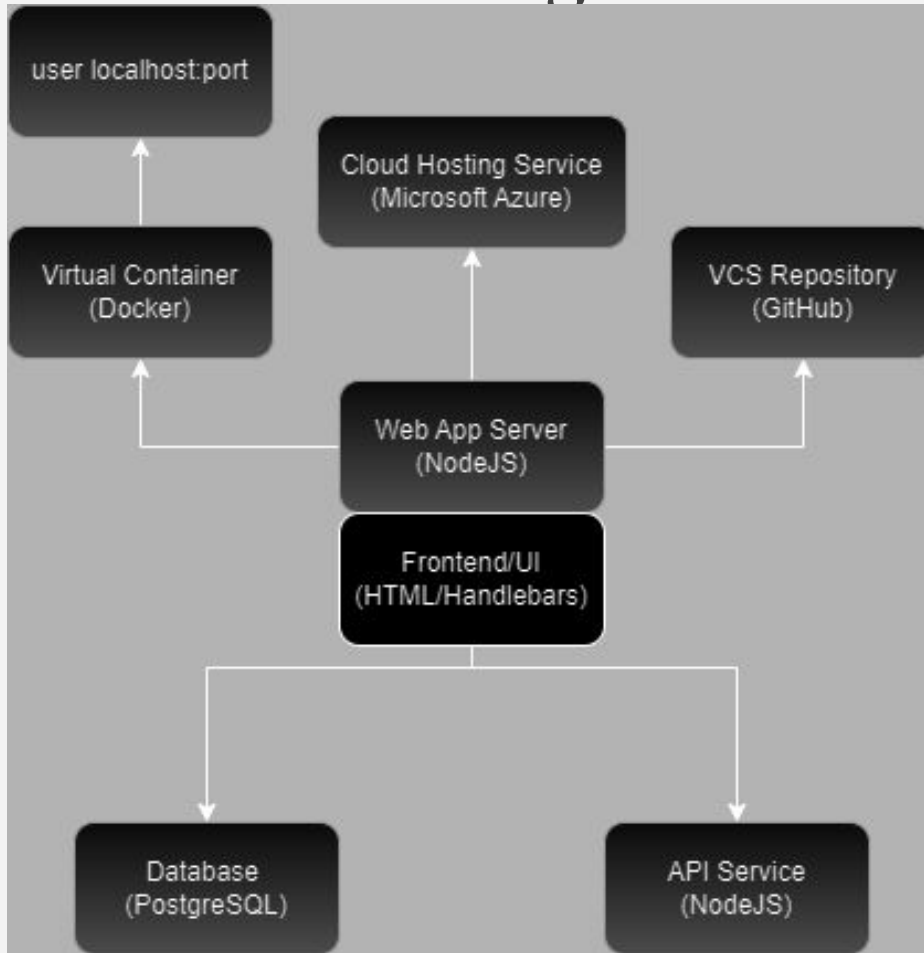 user localhost:port
Cloud Hosting Service
(Microsoft Azure)
Virtual Container
(Docker)
VCS Repository
(GitHub)
Web App Server
(NodeJS)
Frontend/UI
(HTML/Handlebars)
Database
(PostgreSQL)
API Service
(NodeJS)